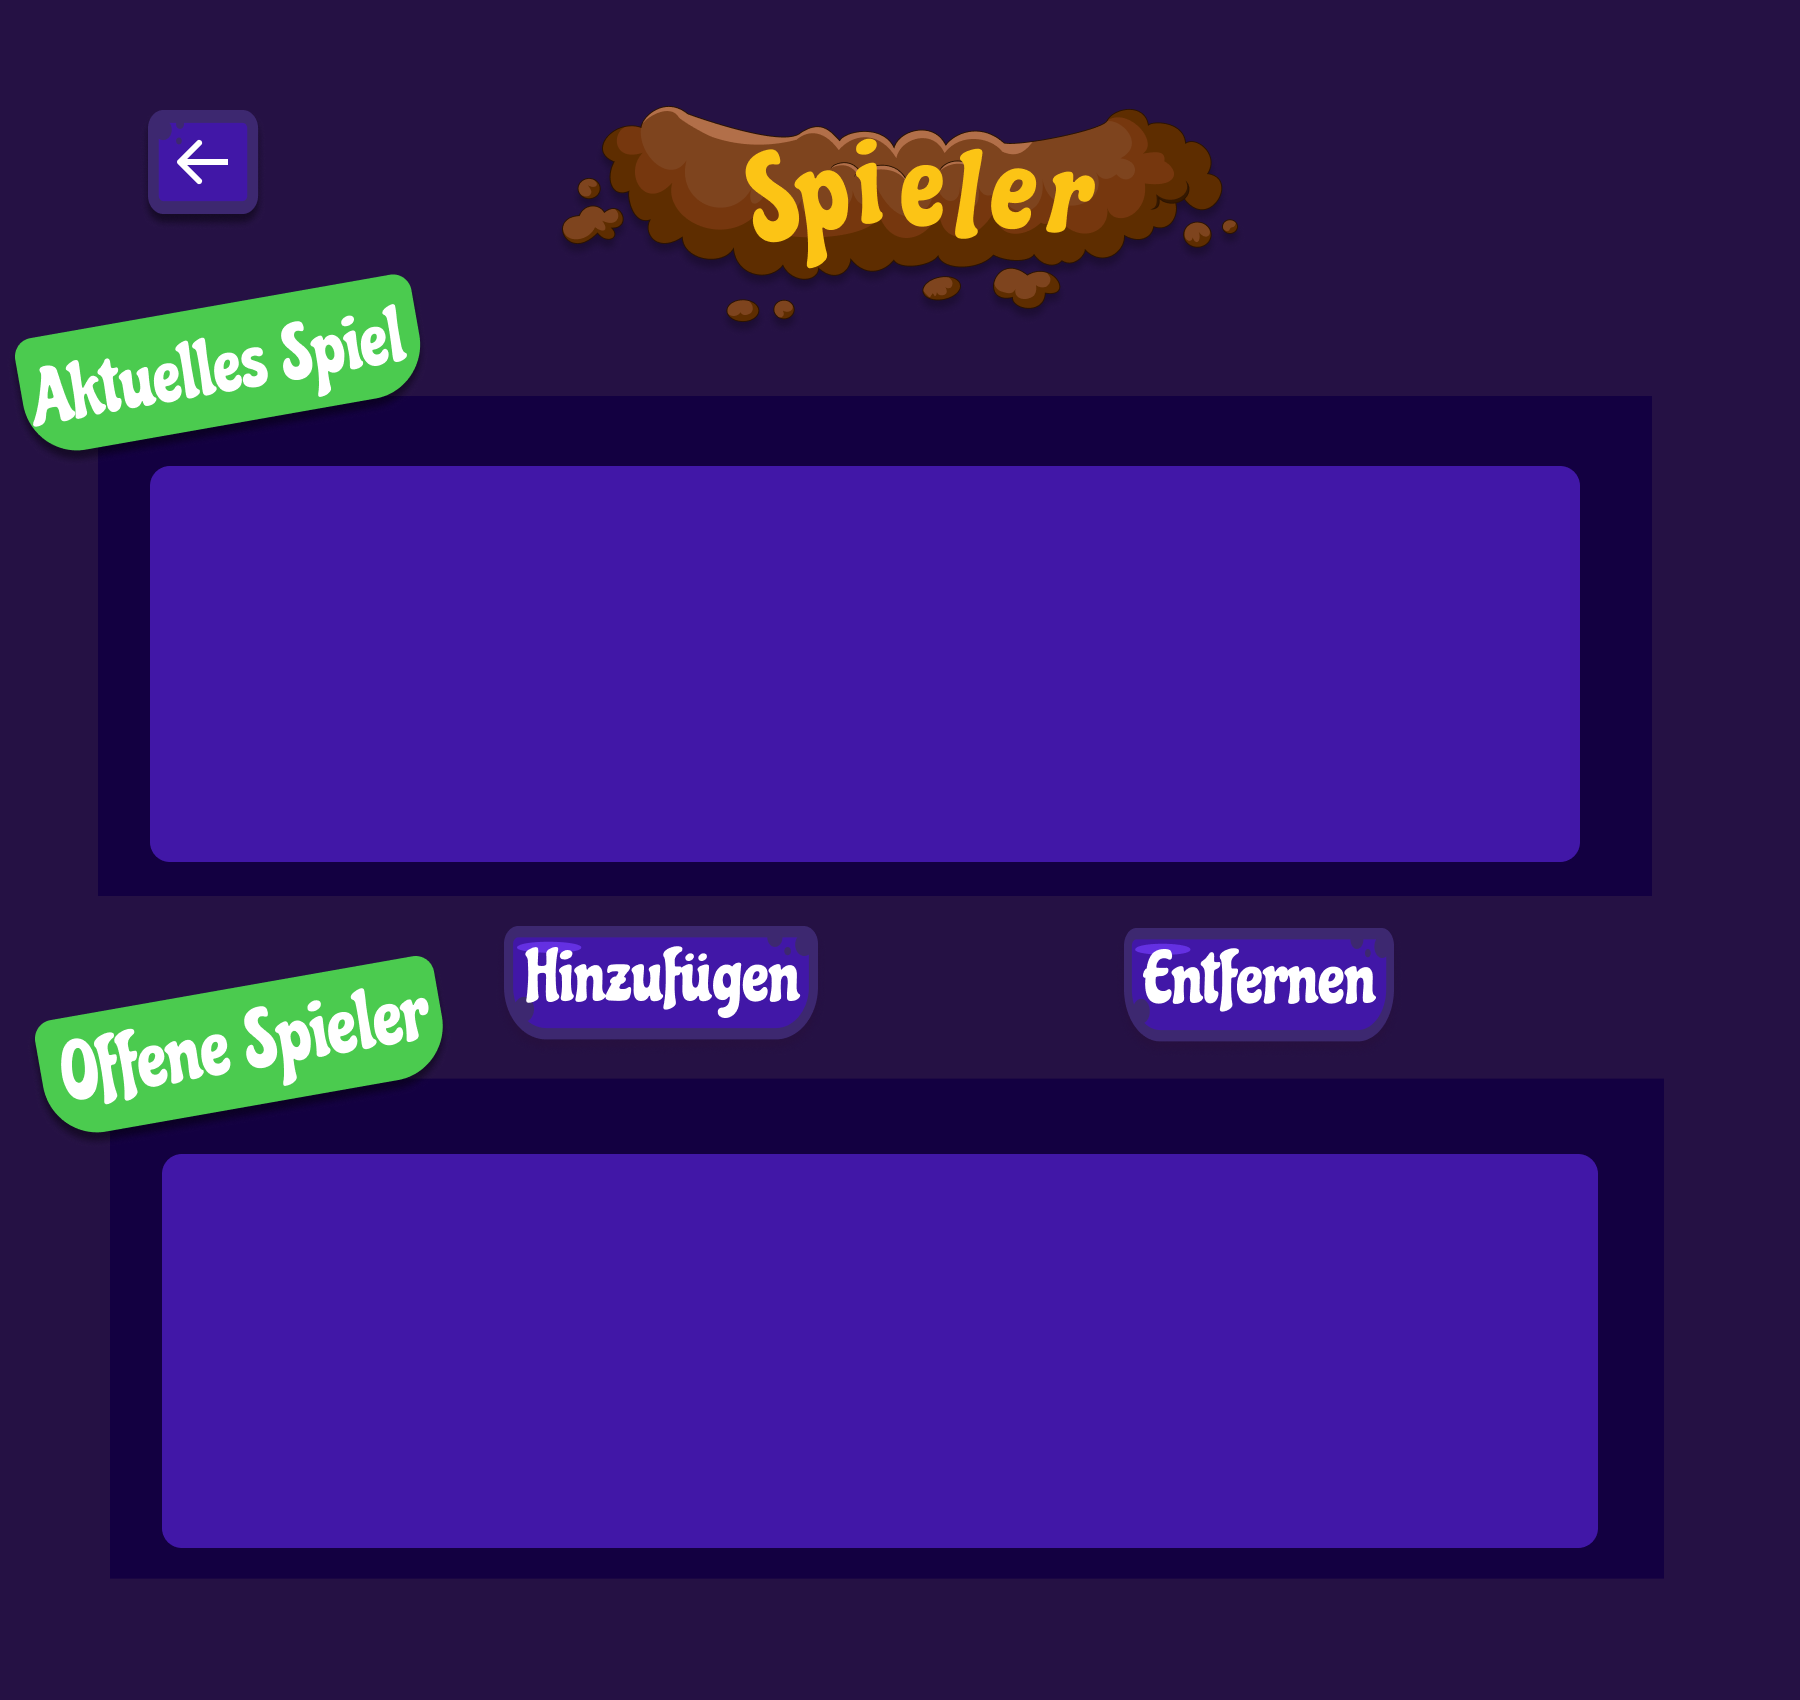 Spieler
Aktuelles Spiel
Hinzufügen
Entfernen
Offene Spieler